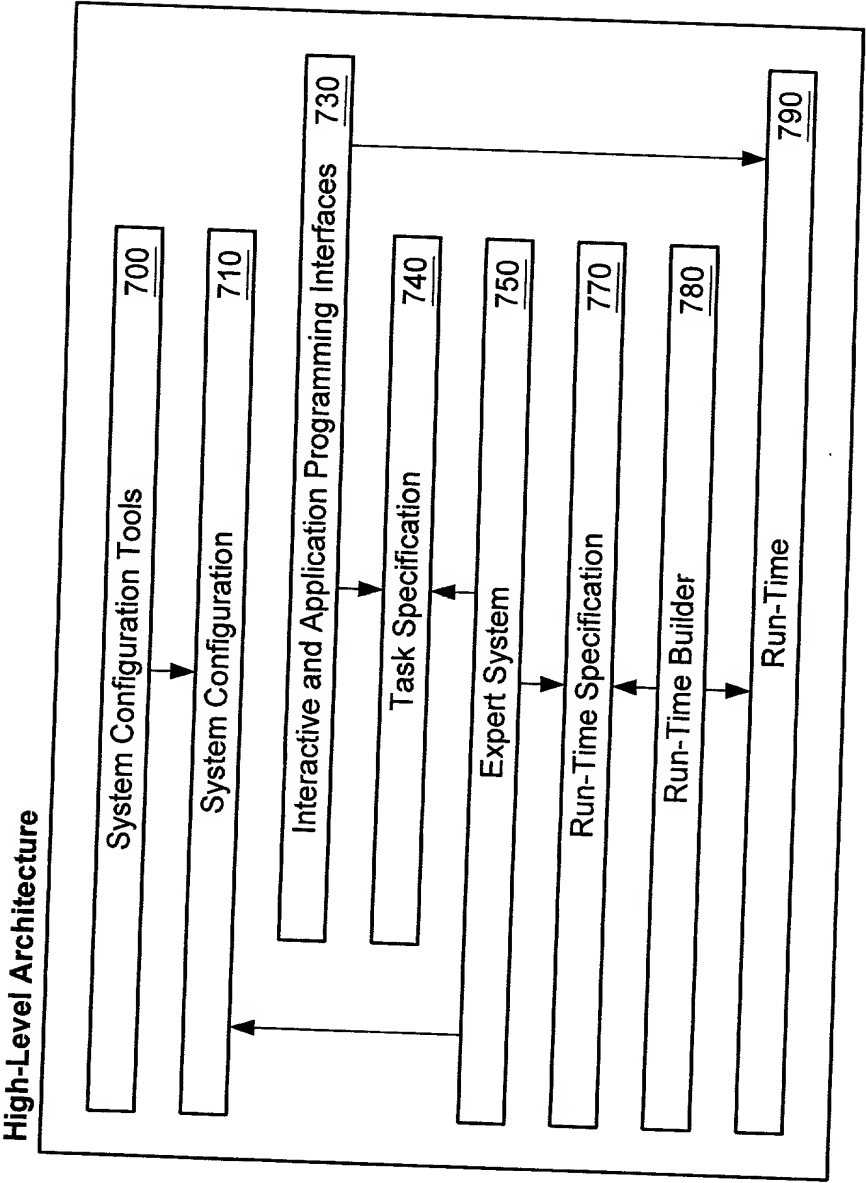 High-Level Architecture
System Configuration Tools 700
System Configuration 710
Interactive and Application Programming Interfaces 730
Task Specification 740
Expert System 750
Run-Time Specification 770
Run-Time Builder 780
Run-Time 790